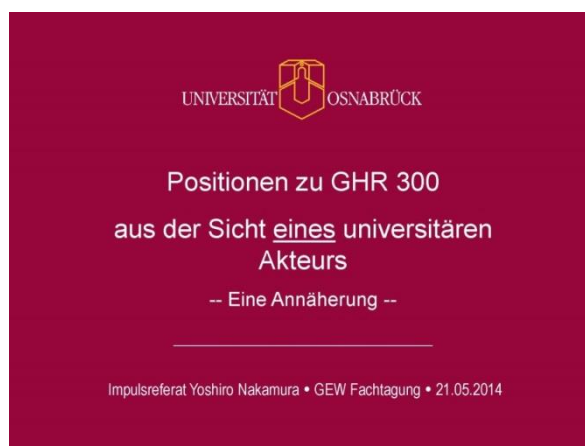 UNIVERSITÄT OSNABRÜCK
Positionen zu GHR 300
aus der Sicht eines universitären
Akteurs
-- Eine Annäherung --
Impulsreferat Yoshiro Nakamura • GEW Fachtagung • 21.05.2014